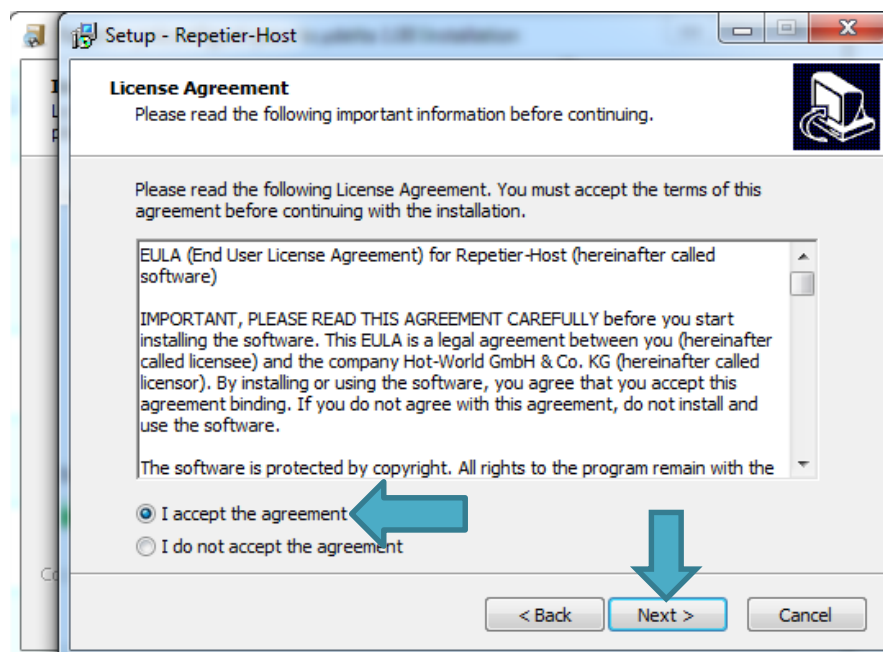 Setup - Repetier-Host
License Agreement
Please read the following important information before continuing.
Please read the following License Agreement. You must accept the terms of this
agreement before continuing with the installation.
EULA (End User License Agreement) for Repetier-Host (hereinafter called
software)
IMPORTANT, PLEASE READ THIS AGREEMENT CAREFULLY before you start
installing the software. This EULA is a legal agreement between you (hereinafter
called licensee) and the company Hot-World GmbH & Co. KG (hereinafter called
licensor). By installing or using the software, you agree that you accept this
agreement binding. If you do not agree with this agreement, do not install and
use the software.
The software is protected by copyright. All rights to the program remain with the
I accept the agreement
I do not accept the agreement
< Back Next > Cancel